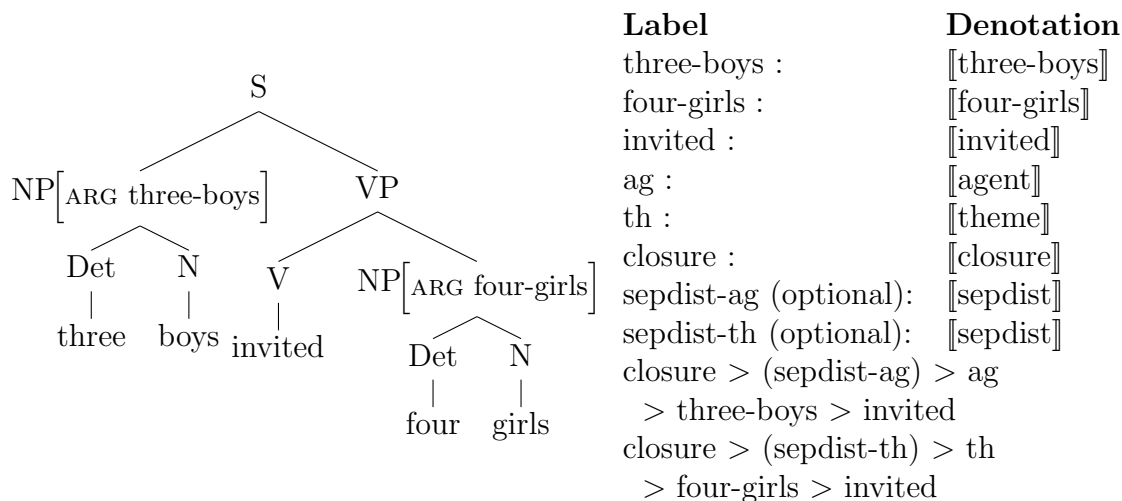 S
NP[ARG three-boys]
VP
Det
N
V
NP[ARG four-girls]
three
boys
invited
Det
N
four
girls
Label Denotation
three-boys : ⟦three-boys⟧
four-girls : ⟦four-girls⟧
invited : ⟦invited⟧
ag : ⟦agent⟧
th : ⟦theme⟧
closure : ⟦closure⟧
sepdist-ag (optional): ⟦sepdist⟧
sepdist-th (optional): ⟦sepdist⟧
closure > (sepdist-ag) > ag
> three-boys > invited
closure > (sepdist-th) > th
> four-girls > invited